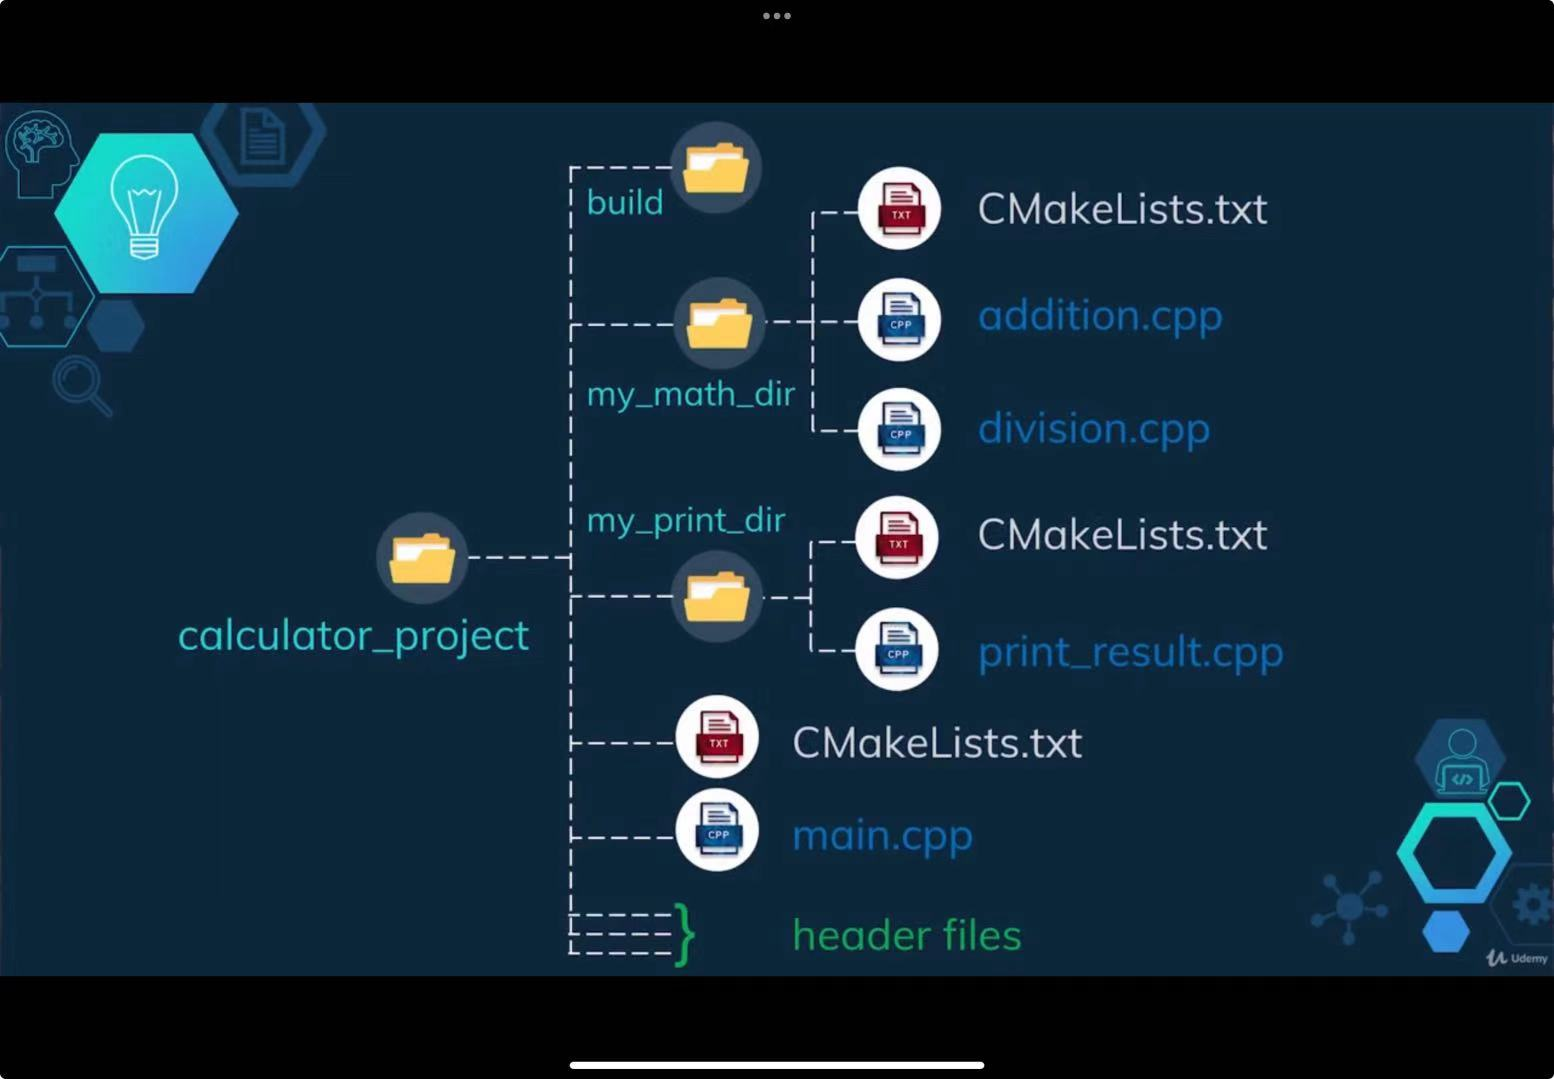 build
TXT
CMakeLists.txt
CPP
addition.cpp
my_math_dir
CPP
division.cpp
my_print_dir
TXT
CMakeLists.txt
calculator_project
CPP
print_result.cpp
TXT
CMakeLists.txt
CPP
main.cpp
} header files
</>
Udemy